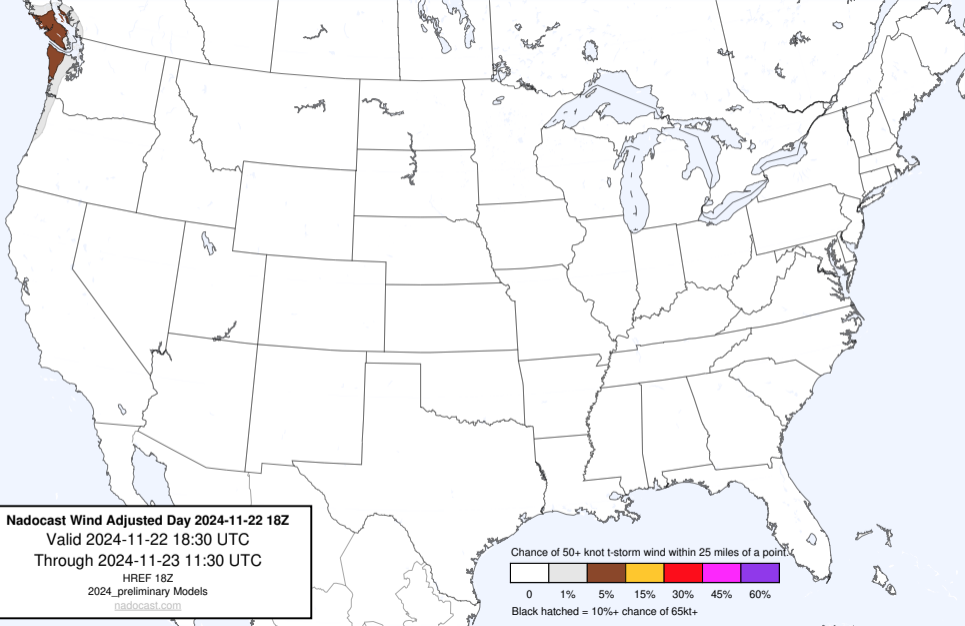 Nadocast Wind Adjusted Day 2024-11-22 18Z
Valid 2024-11-22 18:30 UTC
Through 2024-11-23 11:30 UTC
HREF 18Z
2024_preliminary Models
nadocast.com
Chance of 50+ knot t-storm wind within 25 miles of a point.
0 1% 5% 15% 30% 45% 60%
Black hatched = 10%+ chance of 65kt+